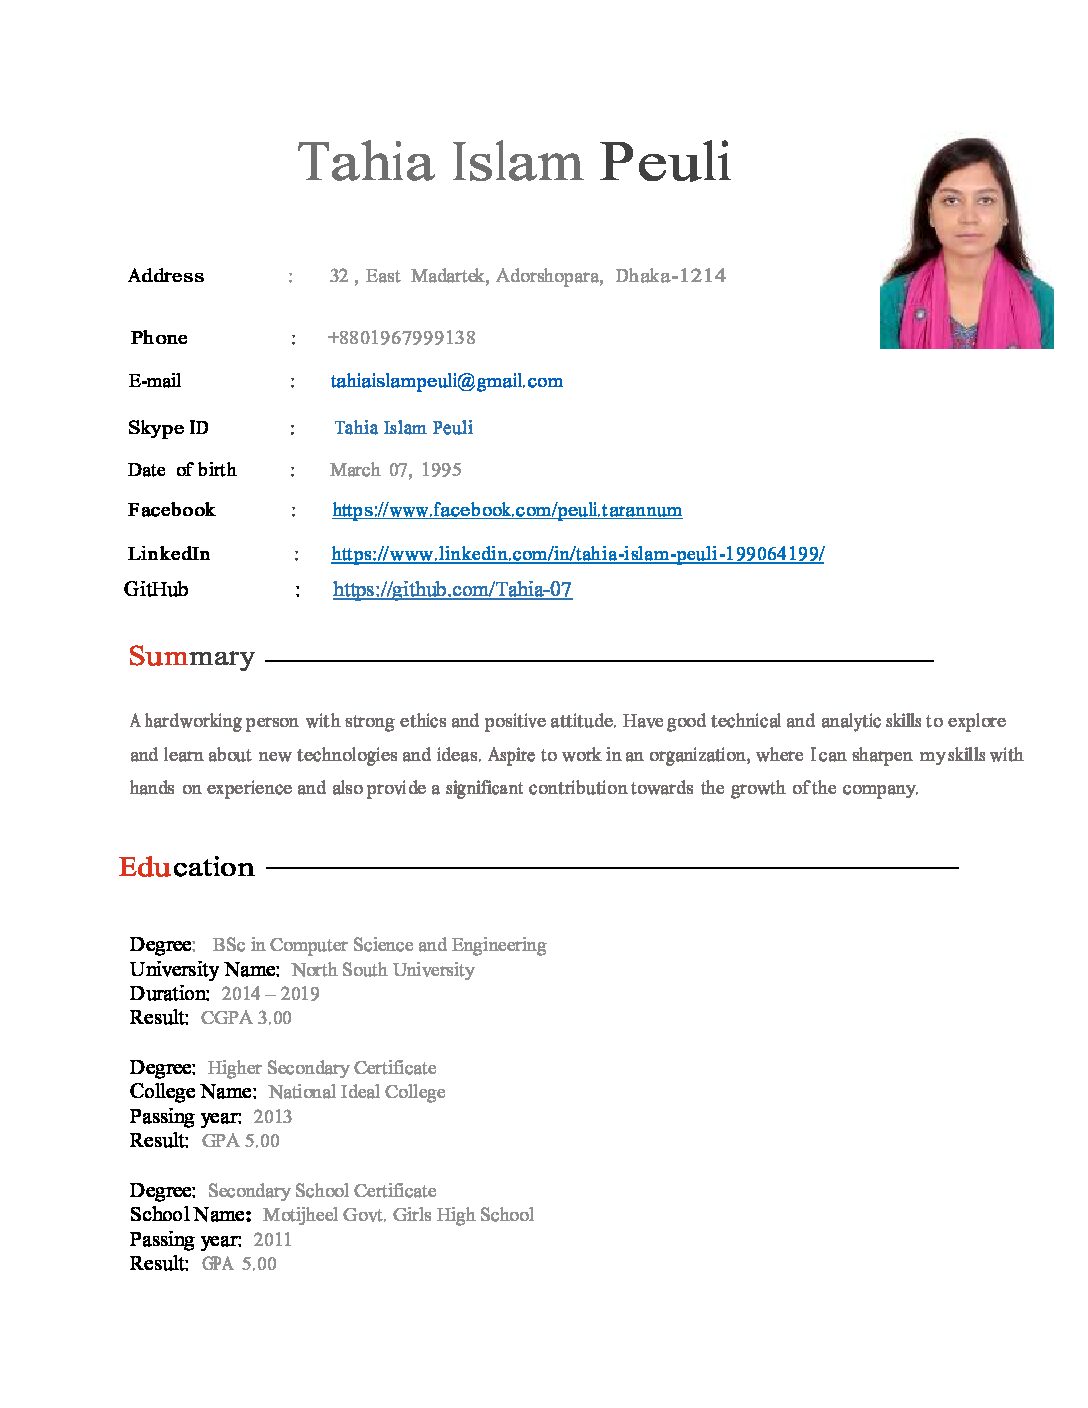 Tahia Islam Peuli
Address : 32 , East Madartek, Adorshopara, Dhaka-1214
Phone : +8801967999138
E-mail : tahiaislampeuli@gmail.com
Skype ID : Tahia Islam Peuli
Date of birth : March 07, 1995
Facebook : https://www.facebook.com/peuli.tarannum
LinkedIn : https://www.linkedin.com/in/tahia-islam-peuli-199064199/
GitHub : https://github.com/Tahia-07
Summary
A hardworking person with strong ethics and positive attitude. Have good technical and analytic skills to explore
and learn about new technologies and ideas. Aspire to work in an organization, where I can sharpen my skills with
hands on experience and also provide a significant contribution towards the growth of the company.
Education
Degree: BSc in Computer Science and Engineering
University Name: North South University
Duration: 2014 – 2019
Result: CGPA 3.00
Degree: Higher Secondary Certificate
College Name: National Ideal College
Passing year: 2013
Result: GPA 5.00
Degree: Secondary School Certificate
School Name: Motijheel Govt. Girls High School
Passing year: 2011
Result: GPA 5.00